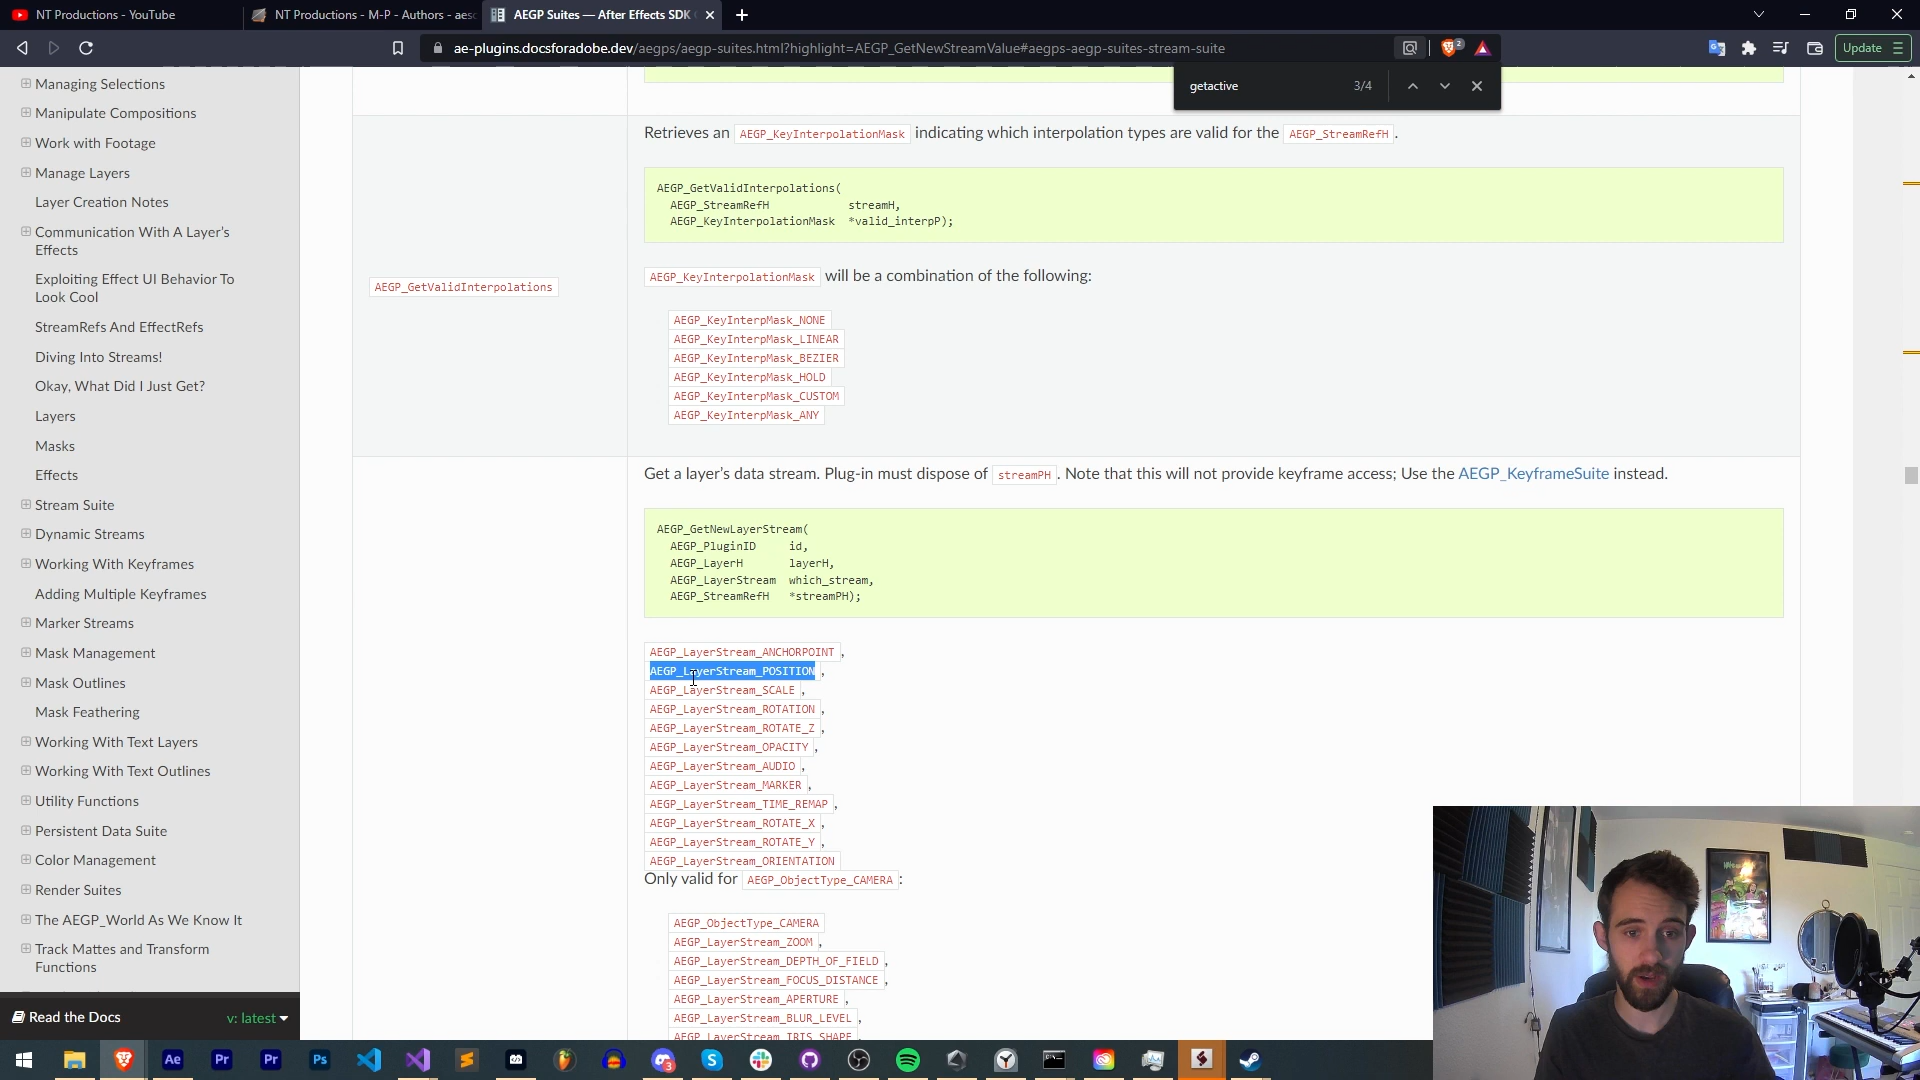 NT Productions - YouTube
NT Productions - M-P - Authors - aesc
AEGP Suites — After Effects SDK
ae-plugins.docsforadobe.dev/aegps/aegp-suites.html?highlight=AEGP_GetNewStreamValue#aegps-aegp-suites-stream-suite
2
Update
getactive
3/4
Managing Selections
Manipulate Compositions
Work with Footage
Manage Layers
Layer Creation Notes
Communication With A Layer's
Effects
Exploiting Effect UI Behavior To
Look Cool
StreamRefs And EffectRefs
Diving Into Streams!
Okay, What Did I Just Get?
Layers
Masks
Effects
Stream Suite
Dynamic Streams
Working With Keyframes
Adding Multiple Keyframes
Marker Streams
Mask Management
Mask Outlines
Mask Feathering
Working With Text Layers
Working With Text Outlines
Utility Functions
Persistent Data Suite
Color Management
Render Suites
The AEGP_World As We Know It
Track Mattes and Transform
Functions
Read the Docs
v: latest
AEGP_GetValidInterpolations
Retrieves an AEGP_KeyInterpolationMask indicating which interpolation types are valid for the AEGP_StreamRefH .
AEGP_GetValidInterpolations(
AEGP_StreamRefH streamH,
AEGP_KeyInterpolationMask *valid_interpP);
AEGP_KeyInterpolationMask will be a combination of the following:
AEGP_KeyInterpMask_NONE
AEGP_KeyInterpMask_LINEAR
AEGP_KeyInterpMask_BEZIER
AEGP_KeyInterpMask_HOLD
AEGP_KeyInterpMask_CUSTOM
AEGP_KeyInterpMask_ANY
Get a layer's data stream. Plug-in must dispose of streamPH . Note that this will not provide keyframe access; Use the AEGP_KeyframeSuite instead.
AEGP_GetNewLayerStream(
AEGP_PluginID id,
AEGP_LayerH layerH,
AEGP_LayerStream which_stream,
AEGP_StreamRefH *streamPH);
AEGP_LayerStream_ANCHORPOINT ,
AEGP_LayerStream_POSITION ,
AEGP_LayerStream_SCALE ,
AEGP_LayerStream_ROTATION ,
AEGP_LayerStream_ROTATE_Z ,
AEGP_LayerStream_OPACITY ,
AEGP_LayerStream_AUDIO ,
AEGP_LayerStream_MARKER ,
AEGP_LayerStream_TIME_REMAP ,
AEGP_LayerStream_ROTATE_X ,
AEGP_LayerStream_ROTATE_Y ,
AEGP_LayerStream_ORIENTATION
Only valid for AEGP_ObjectType_CAMERA :
AEGP_ObjectType_CAMERA
AEGP_LayerStream_ZOOM ,
AEGP_LayerStream_DEPTH_OF_FIELD ,
AEGP_LayerStream_FOCUS_DISTANCE ,
AEGP_LayerStream_APERTURE ,
AEGP_LayerStream_BLUR_LEVEL ,
AEGP_LayerStream_IRIS_SHAPE
Ae
Pr
Pr
Ps
3